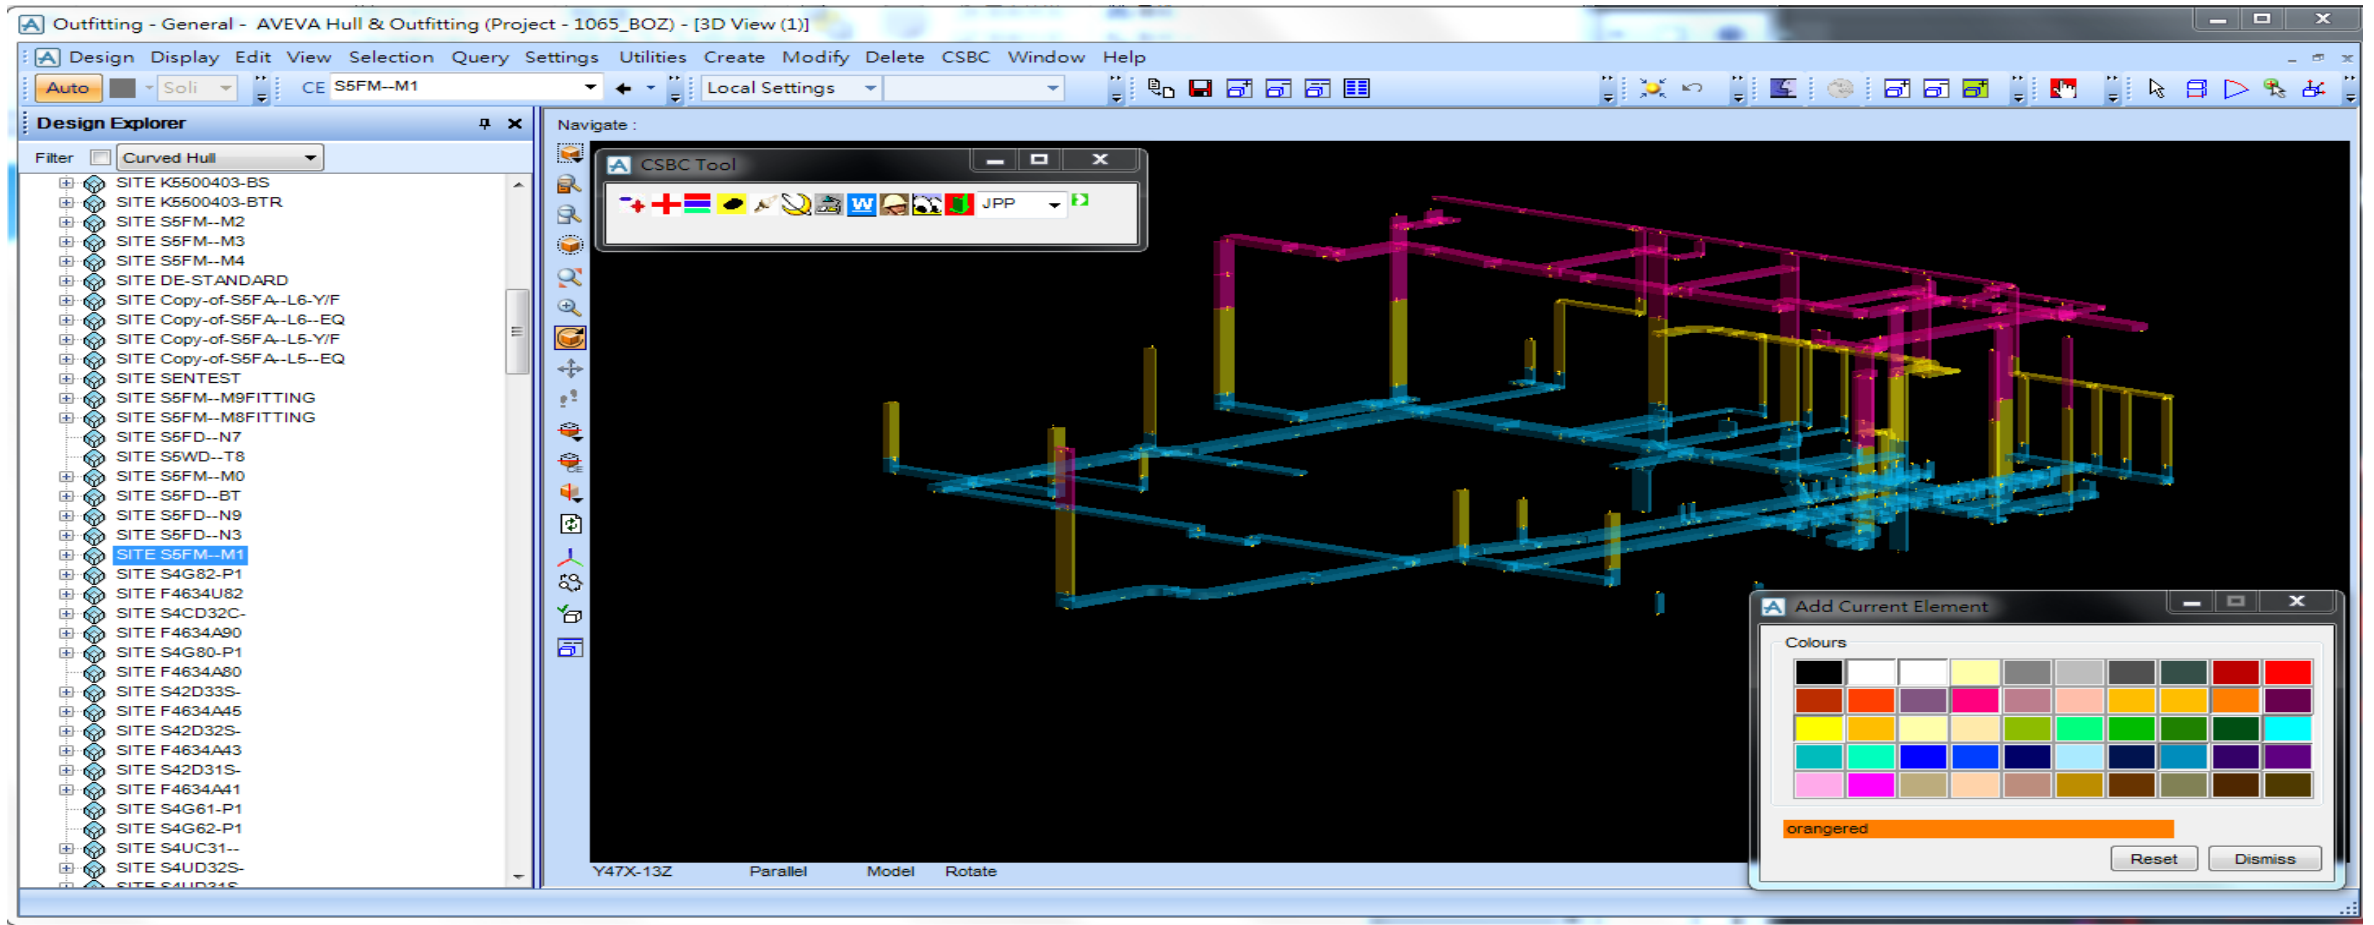 Outfitting - General - AVEVA Hull & Outfitting (Project - 1065_BOZ) - [3D View (1)]
Design Display Edit View Selection Query Settings Utilities Create Modify Delete CSBC Window Help
Auto Soli CE S5FM--M1 Local Settings
Design Explorer
Navigate :
Filter Curved Hull
CSBC Tool
W JPP
SITE K5500403-BS
SITE K5500403-BTR
SITE S5FM--M2
SITE S5FM--M3
SITE S5FM--M4
SITE DE-STANDARD
SITE Copy-of-S5FA--L6-Y/F
SITE Copy-of-S5FA--L6--EQ
SITE Copy-of-S5FA--L5-Y/F
SITE Copy-of-S5FA--L5--EQ
SITE SENTEST
SITE S5FM--M9FITTING
SITE S5FM--M8FITTING
SITE S5FD--N7
SITE S5WD--T8
SITE S5FM--M0
SITE S5FD--BT
SITE S5FD--N9
SITE S5FD--N3
SITE S5FM--M1
SITE S4G82-P1
SITE F4634U82
SITE S4CD32C-
SITE F4634A90
SITE S4G80-P1
SITE F4634A80
SITE S42D33S-
SITE F4634A45
SITE S42D32S-
SITE F4634A43
SITE S42D31S-
SITE F4634A41
SITE S4G61-P1
SITE S4G62-P1
SITE S4UC31--
SITE S4UD32S-
SITE S4UD31S
Add Current Element
Colours
orangered
Reset Dismiss
Y47X-13Z Parallel Model Rotate